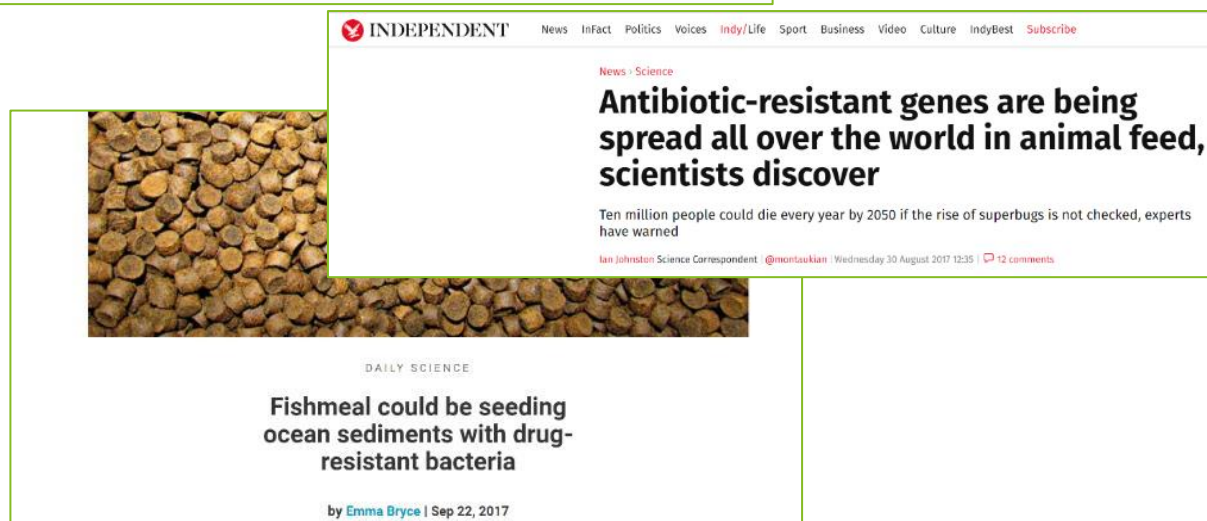 INDEPENDENT
News InFact Politics Voices Indy/Life Sport Business Video Culture IndyBest Subscribe
News › Science
Antibiotic-resistant genes are being
spread all over the world in animal feed,
scientists discover
Ten million people could die every year by 2050 if the rise of superbugs is not checked, experts
have warned
Ian Johnston Science Correspondent | @montaukian | Wednesday 30 August 2017 12:35 | 12 comments
DAILY SCIENCE
Fishmeal could be seeding
ocean sediments with drug-
resistant bacteria
by Emma Bryce | Sep 22, 2017